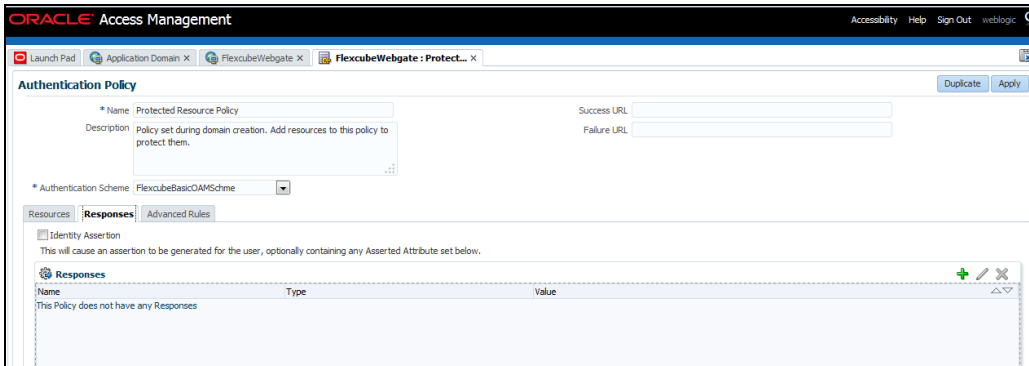 ORACLE Access Management
Accessibility Help Sign Out weblogic
Launch Pad Application Domain × FlexcubeWebgate × FlexcubeWebgate : Protect... ×
Authentication Policy
Duplicate Apply
* Name Protected Resource Policy
Success URL
Description Policy set during domain creation. Add resources to this policy to
protect them.
Failure URL
* Authentication Scheme FlexcubeBasicOAMSchme
Resources Responses Advanced Rules
Identity Assertion
This will cause an assertion to be generated for the user, optionally containing any Asserted Attribute set below.
Responses
Name Type Value
This Policy does not have any Responses